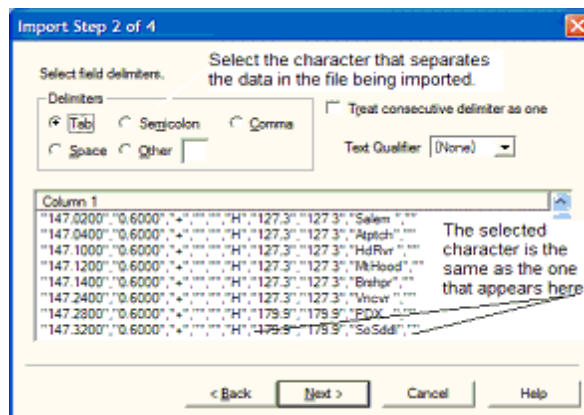 Import Step 2 of 4
Select the character that separates
the data in the file being imported.
Select field delimiters.
Delimiters
Tab Semicolon Comma
Space Other
Treat consecutive delimiter as one
Text Qualifier (None)
Column 1
"147.0200","0.6000","+","","","H","127.3","127.3","Salem ",""
"147.0400","0.6000","+","","","H","127.3","127.3","Atptch",""
"147.1000","0.6000","+","","","H","127.3","127.3","HdRvr ",""
"147.1200","0.6000","+","","","H","127.3","127.3","MtHood",""
"147.1400","0.6000","+","","","H","127.3","127.3","Bmhpr",""
"147.2400","0.6000","+","","","H","127.3","127.3","Vncvr ",""
"147.2800","0.6000","+","","","H","179.9","179.9","PDX
"147.3200","0.6000","+","","","H","179.9","179.9","SoSddl",""
The selected
character is the
same as the one
that appears here
< Back Next > Cancel Help